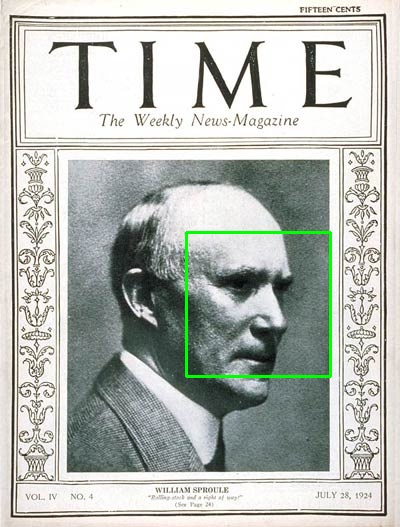 FIFTEEN CENTS
TIME
The Weekly News-Magazine
WILLIAM SPROULE
"Rolling-stock and a right of way!"
(See Page 24)
VOL. IV NO. 4 JULY 28, 1924